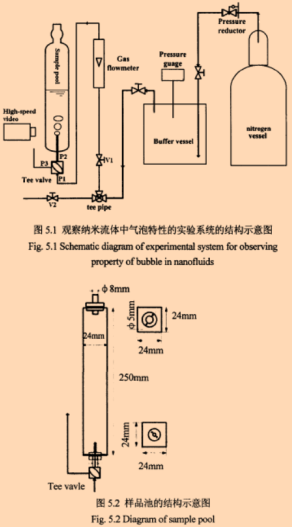 Pressure
reductor
Gas
flowmeter
Pressure
guage
Sample pool
High-speed
video
P3
P2
P1
Tee valve
V1
V2
tee pipe
Buffer vessel
nitrogen
vessel
图 5.1 观察纳米流体中气泡特性的实验系统的结构示意图
Fig. 5.1 Schematic diagram of experimental system for observing
property of bubble in nanofluids
ф 8mm
24mm
ф 5mm
24mm
24mm
250mm
24mm
24mm
Tee vavle
图 5.2 样品池的结构示意图
Fig. 5.2 Diagram of sample pool